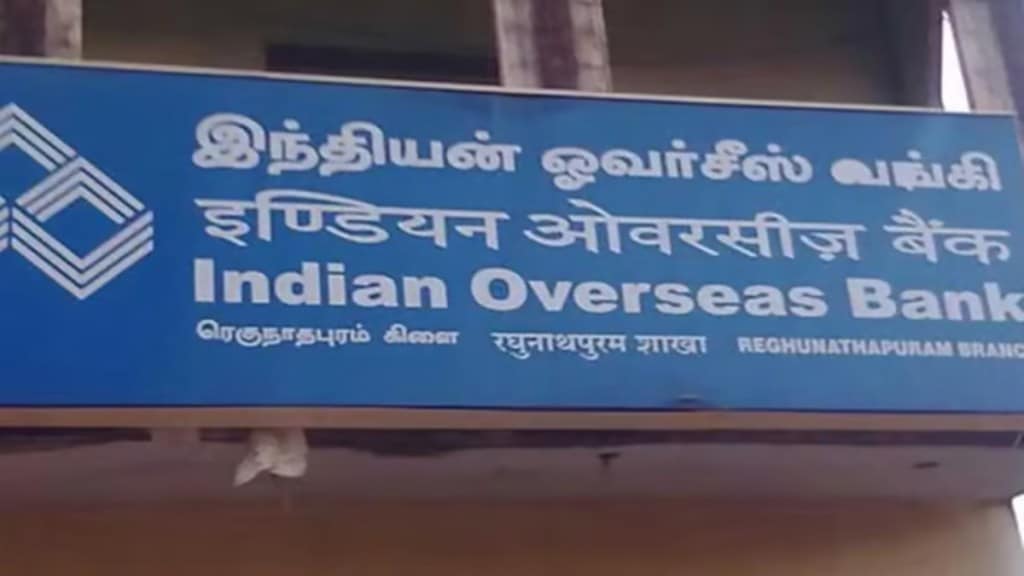 இந்தியன் ஓவர்சீஸ் வங்கி
इण्डियन ओवरसीज़ बैंक
Indian Overseas Bank
ரெகுநாதபுரம் கிளை रघुनाथपुरम शाखा REGHUNATHAPURAM BRANC